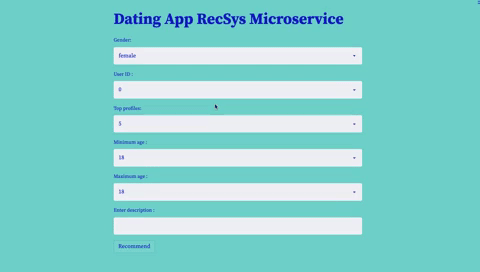 Dating App RecSys Microservice
Gender:
female
User ID :
0
Top profiles:
5
Minimum age :
18
Maximum age :
18
Enter description :
Recommend